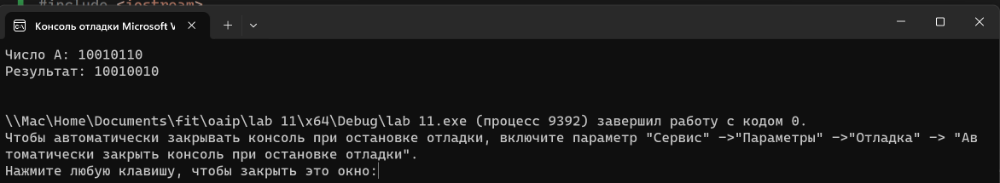 #include <iostream>
Консоль отладки Microsoft V
Число А: 10010110
Результат: 10010010
\\Mac\Home\Documents\fit\oaip\lab 11\x64\Debug\lab 11.exe (процесс 9392) завершил работу с кодом 0.
Чтобы автоматически закрывать консоль при остановке отладки, включите параметр "Сервис" ->"Параметры" ->"Отладка" -> "Ав
томатически закрыть консоль при остановке отладки".
Нажмите любую клавишу, чтобы закрыть это окно: